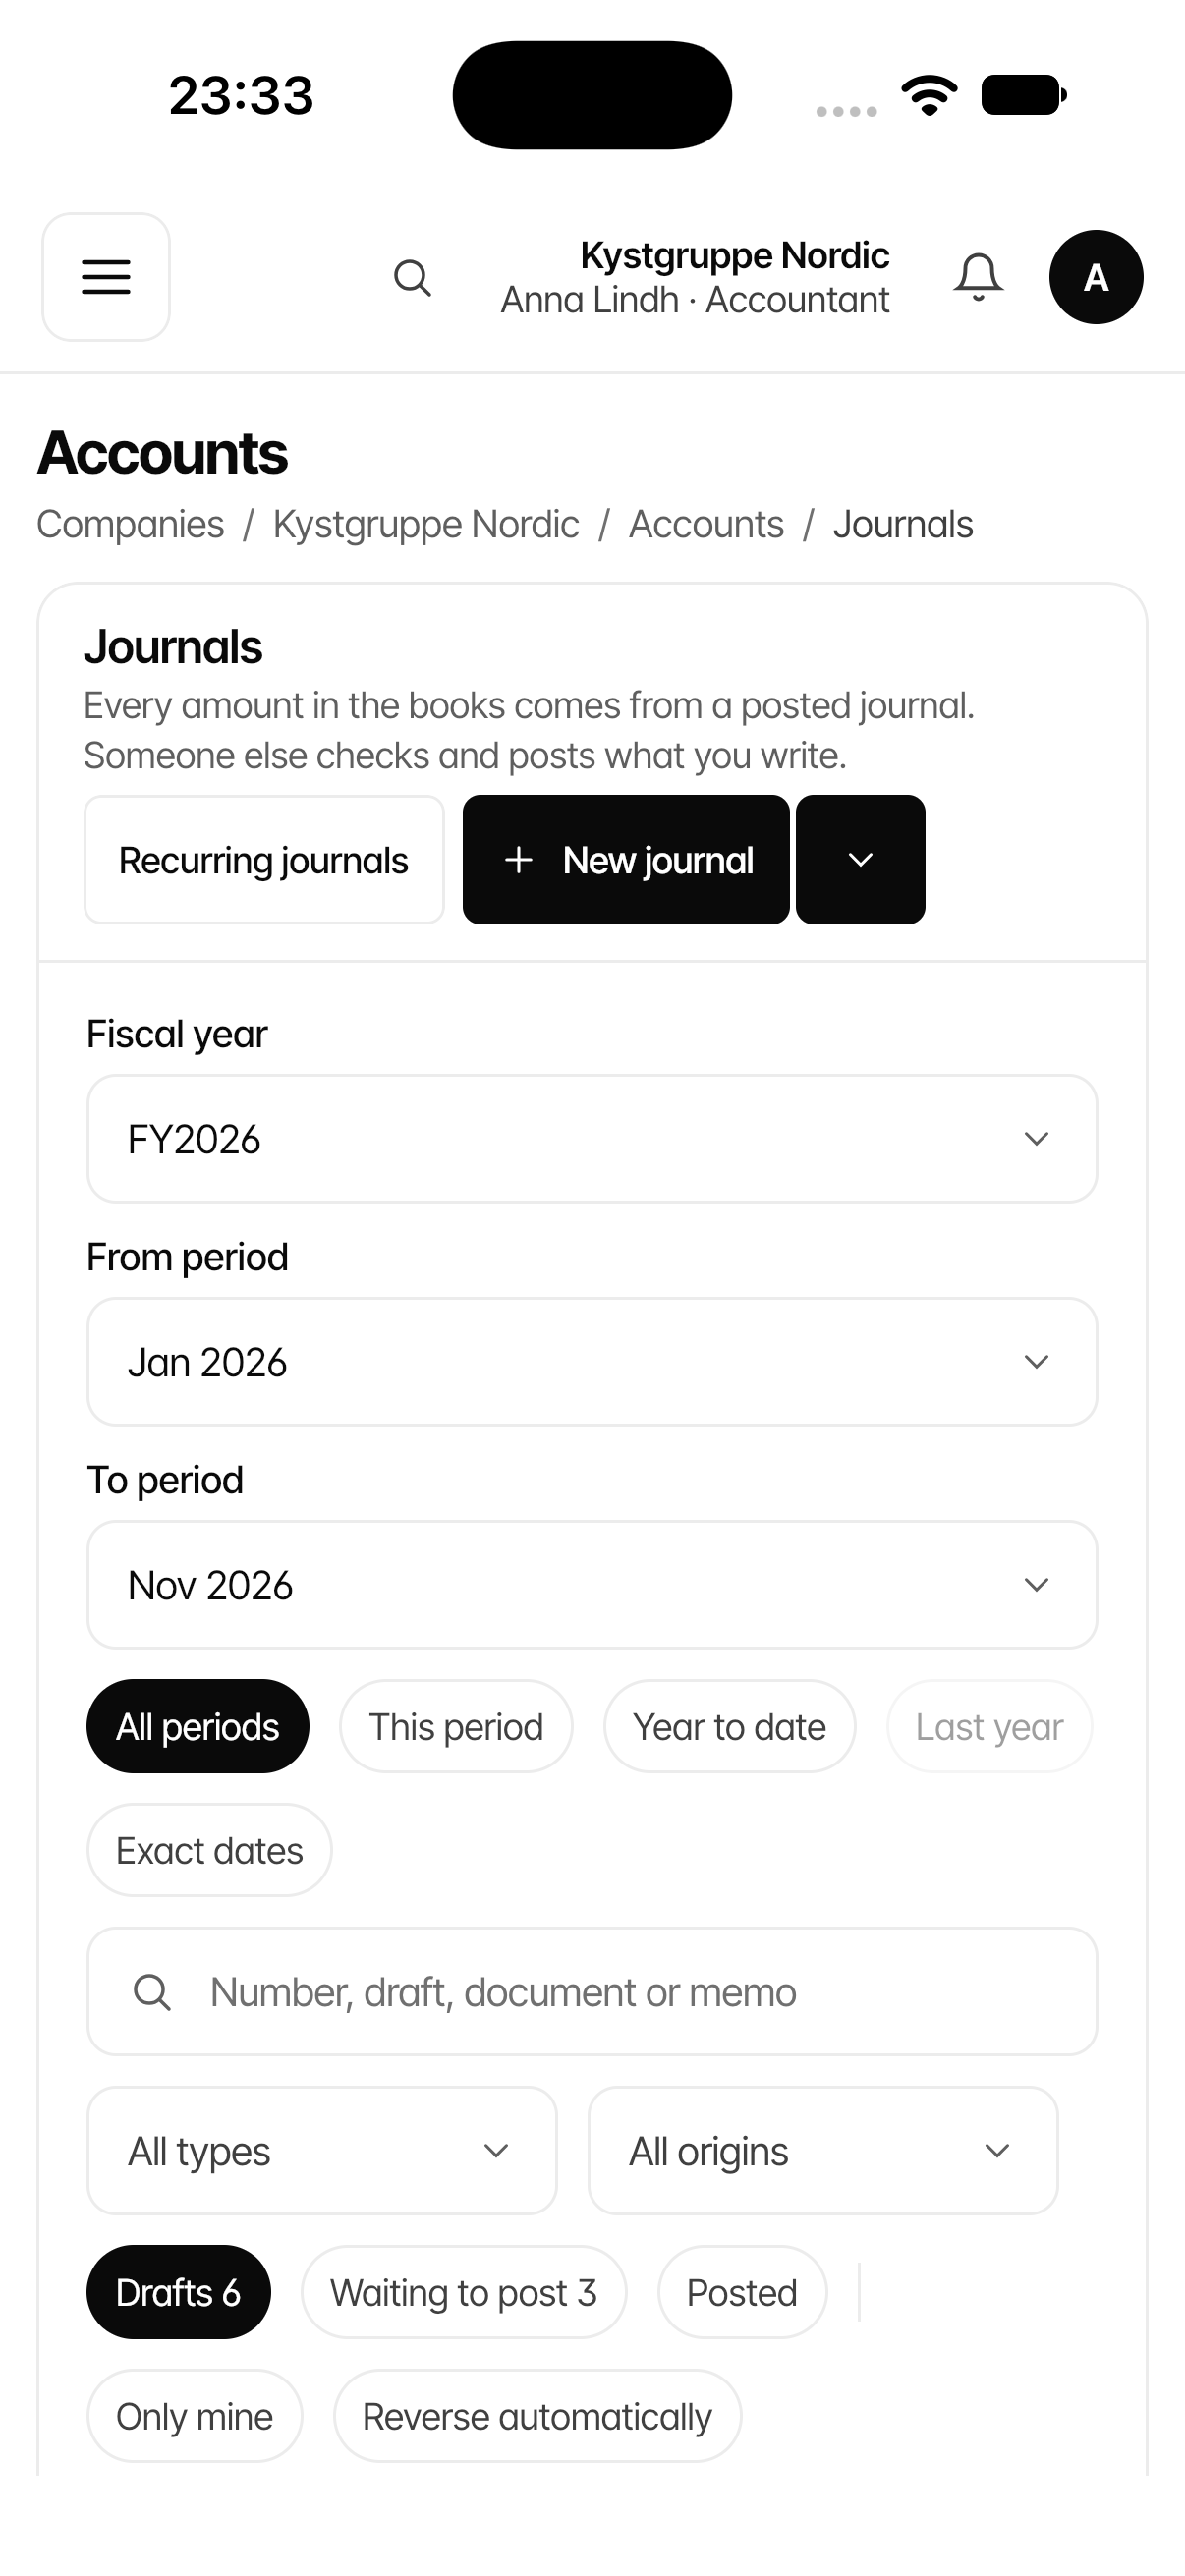 23:33
Kystgruppe Nordic
Anna Lindh · Accountant
A
Accounts
Companies / Kystgruppe Nordic / Accounts / Journals
Journals
Every amount in the books comes from a posted journal.
Someone else checks and posts what you write.
Recurring journals
New journal
Fiscal year
FY2026
From period
Jan 2026
To period
Nov 2026
All periods This period Year to date Last year
Exact dates
Number, draft, document or memo
All types All origins
Drafts 6 Waiting to post 3 Posted
Only mine Reverse automatically